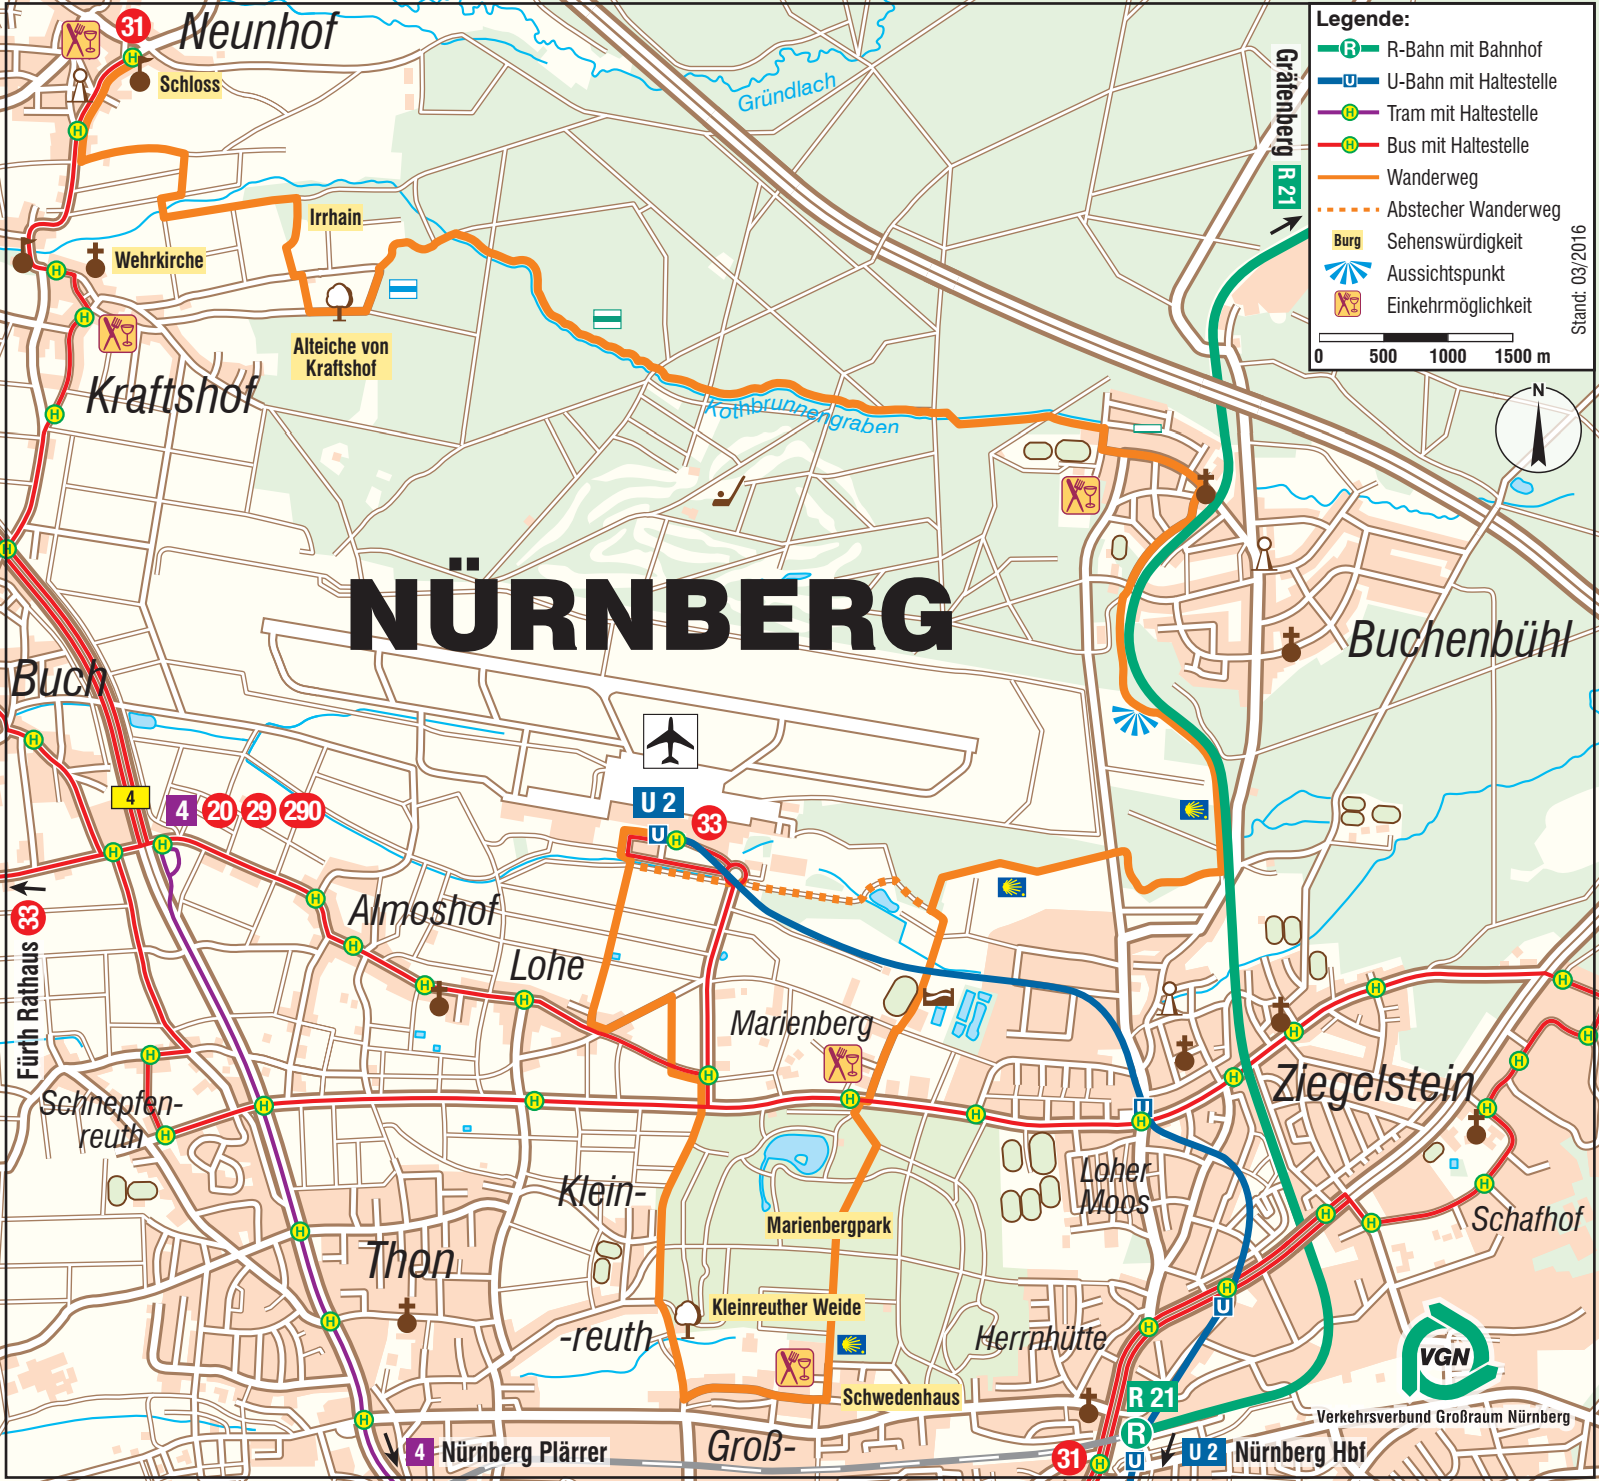 31
Neunhof
H
Schloss
H
Gründlach
Gräfenberg
R 21
Legende:
R R-Bahn mit Bahnhof
U U-Bahn mit Haltestelle
H Tram mit Haltestelle
H Bus mit Haltestelle
Wanderweg
Abstecher Wanderweg
Burg Sehenswürdigkeit
Aussichtspunkt
Einkehrmöglichkeit
0 500 1000 1500 m
Stand: 03/2016
N
Irrhain
Wehrkirche
H
H
Alteiche von
Kraftshof
Kraftshof
H
Kothbrunnengraben
H
NÜRNBERG
Buchenbühl
Buch
H
4
4 20 29 290
U 2
U H 33
H H
H
Almoshof
H
Lohe
H
H
33
Fürth Rathaus
Marienberg
H
H
H
H
H
H
H
Ziegelstein
H
H
Schnepfen-
reuth
H
H
H
H
H
H
U
H
Loher
Moos
Klein-
-reuth
Marienbergpark
H
H
H
Schafhof
H
Thon
Kleinreuther Weide
H
U
H
H
Herrnhütte
VGN
Verkehrsverbund Großraum Nürnberg
Schwedenhaus
R 21
R
H
4 Nürnberg Plärrer
Groß-
31
H
U
U 2 Nürnberg Hbf